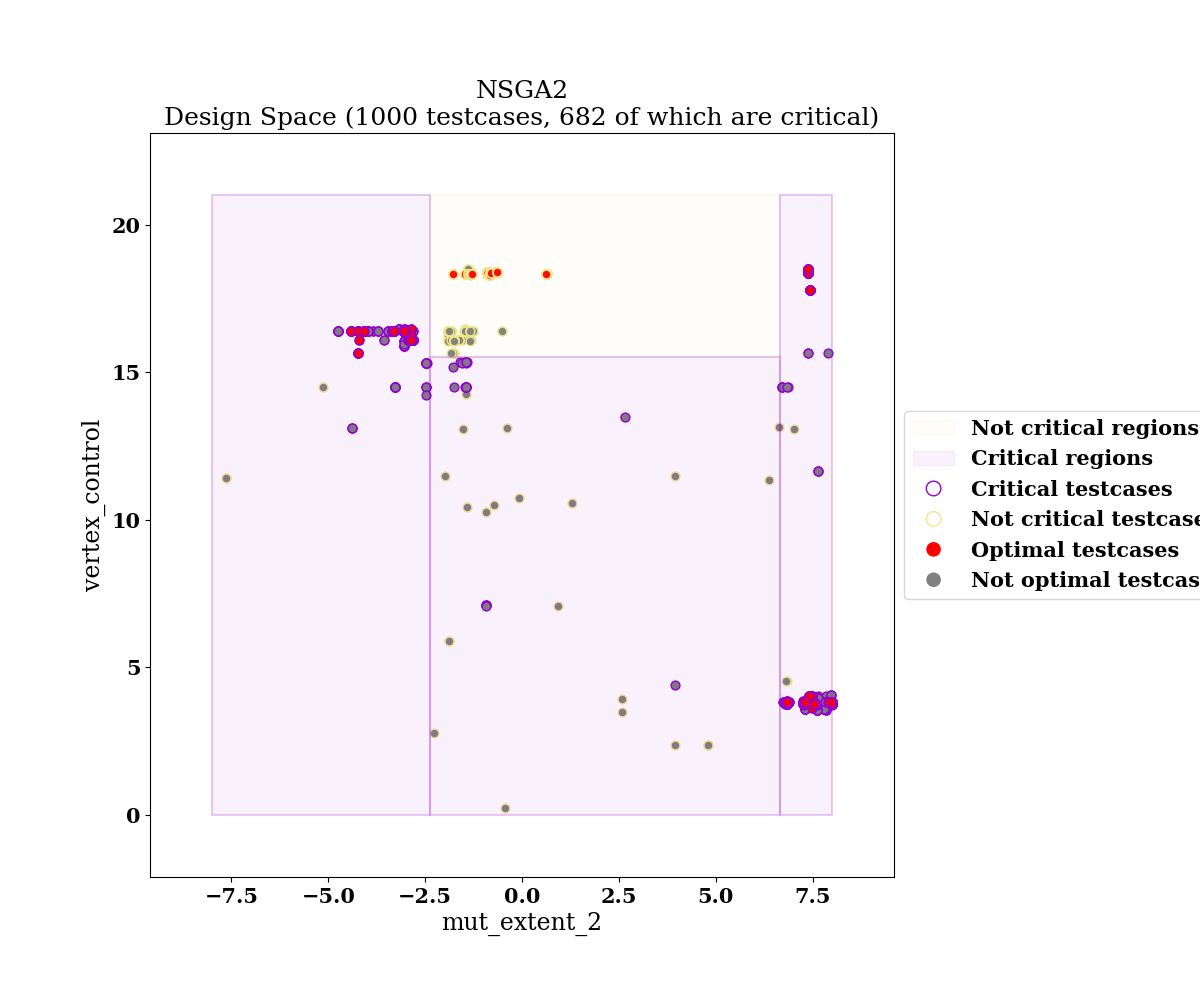 NSGA2
Design Space (1000 testcases, 682 of which are critical)
vertex_control
20
15
10
5
0
−7.5
−5.0
−2.5
0.0
2.5
5.0
7.5
mut_extent_2
Not critical regions
Critical regions
Critical testcases
Not critical testcase
Optimal testcases
Not optimal testcas